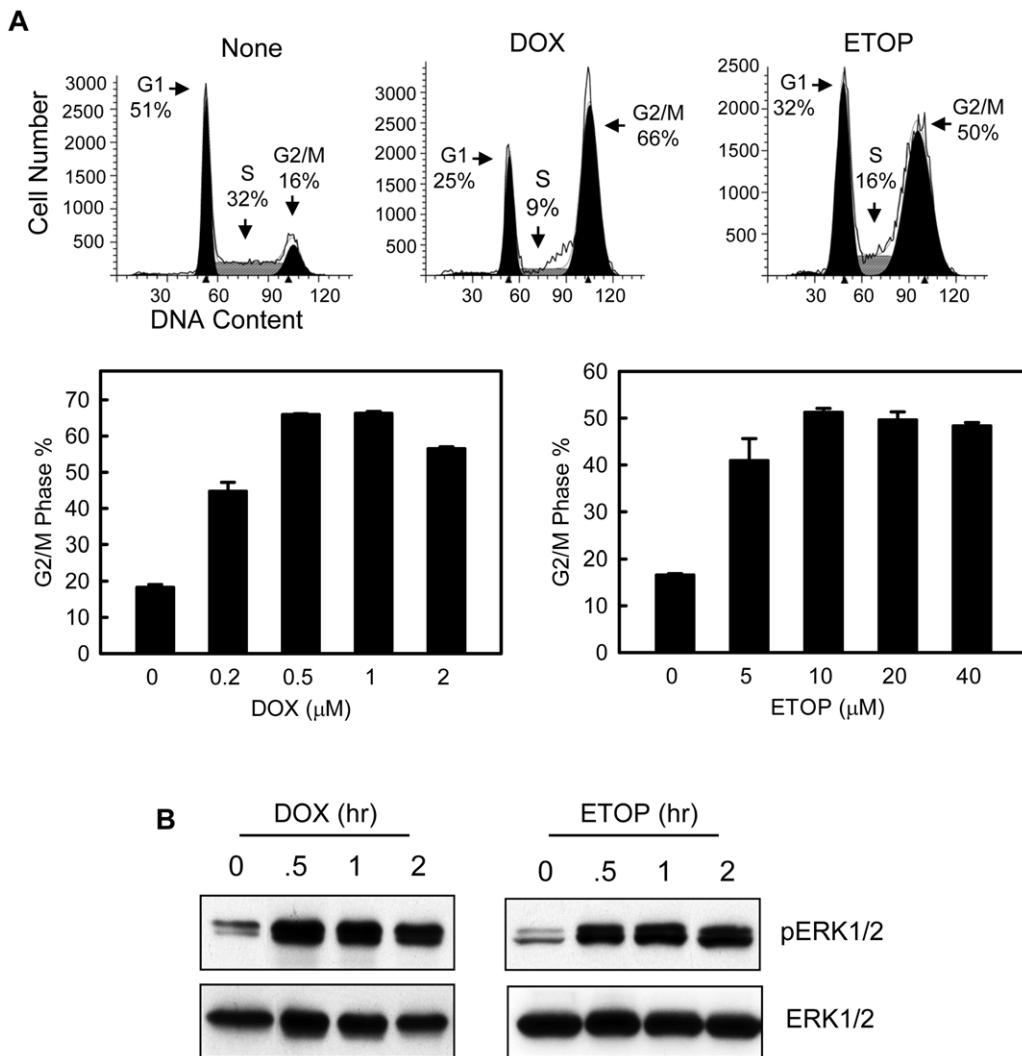 A
None
DOX
ETOP
G1
51%
S
32%
G2/M
16%
G1
25%
S
9%
G2/M
66%
G1
32%
S
16%
G2/M
50%
Cell Number
3000
2500
2000
1500
1000
500
3000
2500
2000
1500
1000
500
2500
2000
1500
1000
500
30 60 90 120
30 60 90 120
30 60 90 120
DNA Content
G2/M Phase %
70
60
50
40
30
20
10
0
0 0.2 0.5 1 2
DOX (μM)
G2/M Phase %
60
50
40
30
20
10
0
0 5 10 20 40
ETOP (μM)
B
DOX (hr)
ETOP (hr)
0 .5 1 2
0 .5 1 2
pERK1/2
ERK1/2